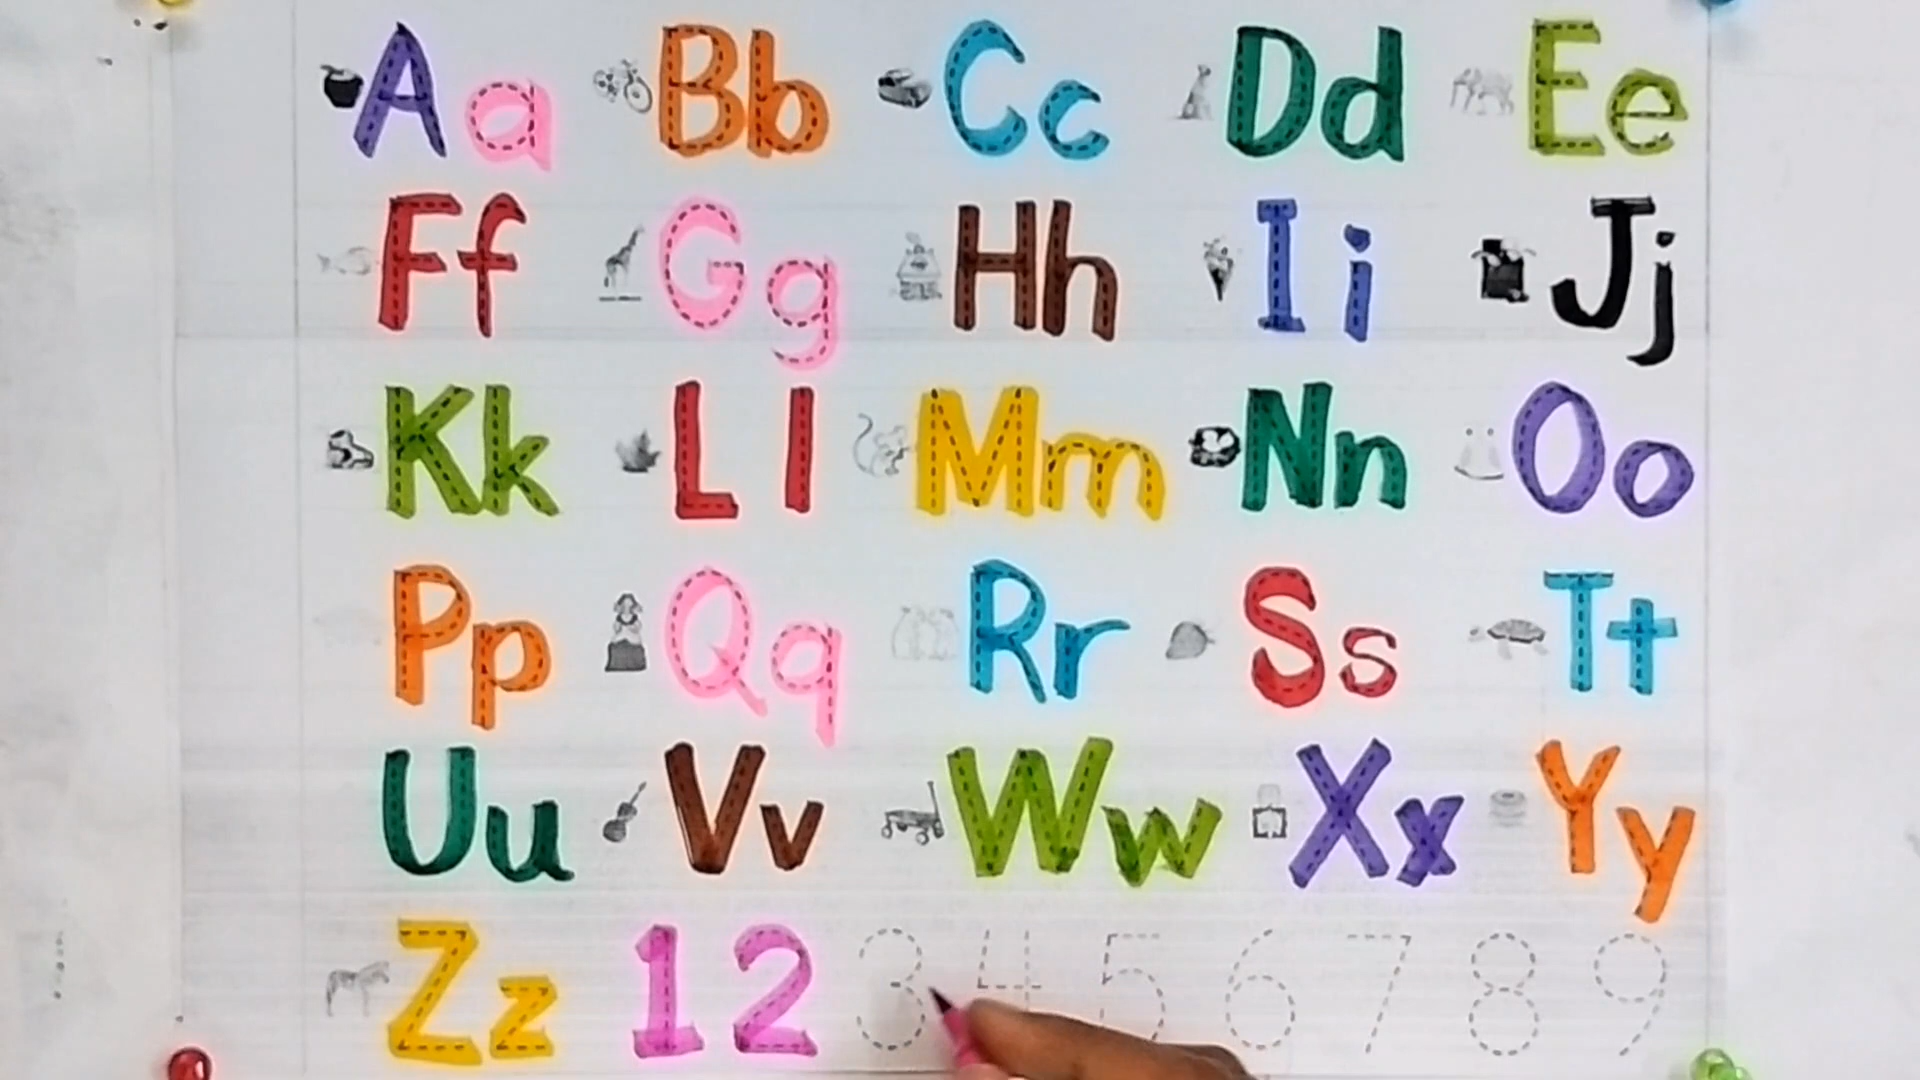 Aa Bb Cc Dd Ee
Ff Gg Hh Ii Jj
Kk Ll Mm Nn Oo
Pp Qq Rr Ss Tt
Uu Vv Ww Xx Yy
Zz 1 2 3 4 5 6 7 8 9